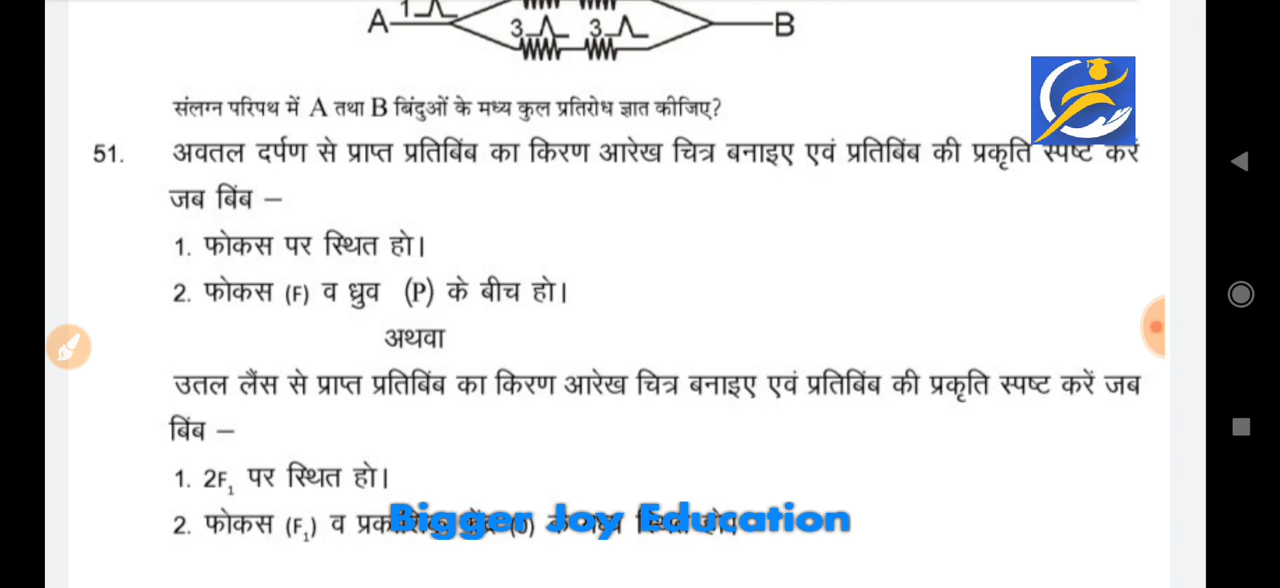 A
B
3 3
संलग्न परिपथ में A तथा B बिंदुओं के मध्य कुल प्रतिरोध ज्ञात कीजिए?
51. अवतल दर्पण से प्राप्त प्रतिबिंब का किरण आरेख चित्र बनाइए एवं प्रतिबिंब की प्रकृति स्पष्ट करें
जब बिंब –
1. फोकस पर स्थित हो।
2. फोकस (F) व ध्रुव (P) के बीच हो।
अथवा
उतल लैंस से प्राप्त प्रतिबिंब का किरण आरेख चित्र बनाइए एवं प्रतिबिंब की प्रकृति स्पष्ट करें जब
बिंब –
1. 2F₁ पर स्थित हो।
2. फोकस (F₁) व
Bigger Joy Education